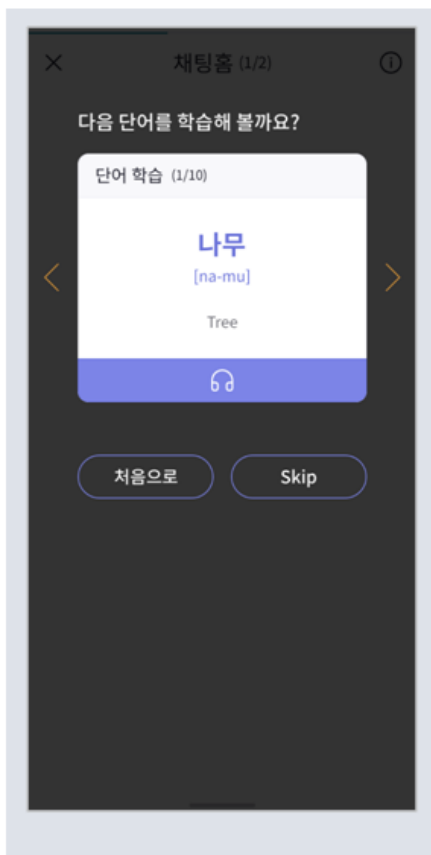 채팅홈 (1/2)
다음 단어를 학습해 볼까요?
단어 학습 (1/10)
나무
[na-mu]
Tree
처음으로 Skip